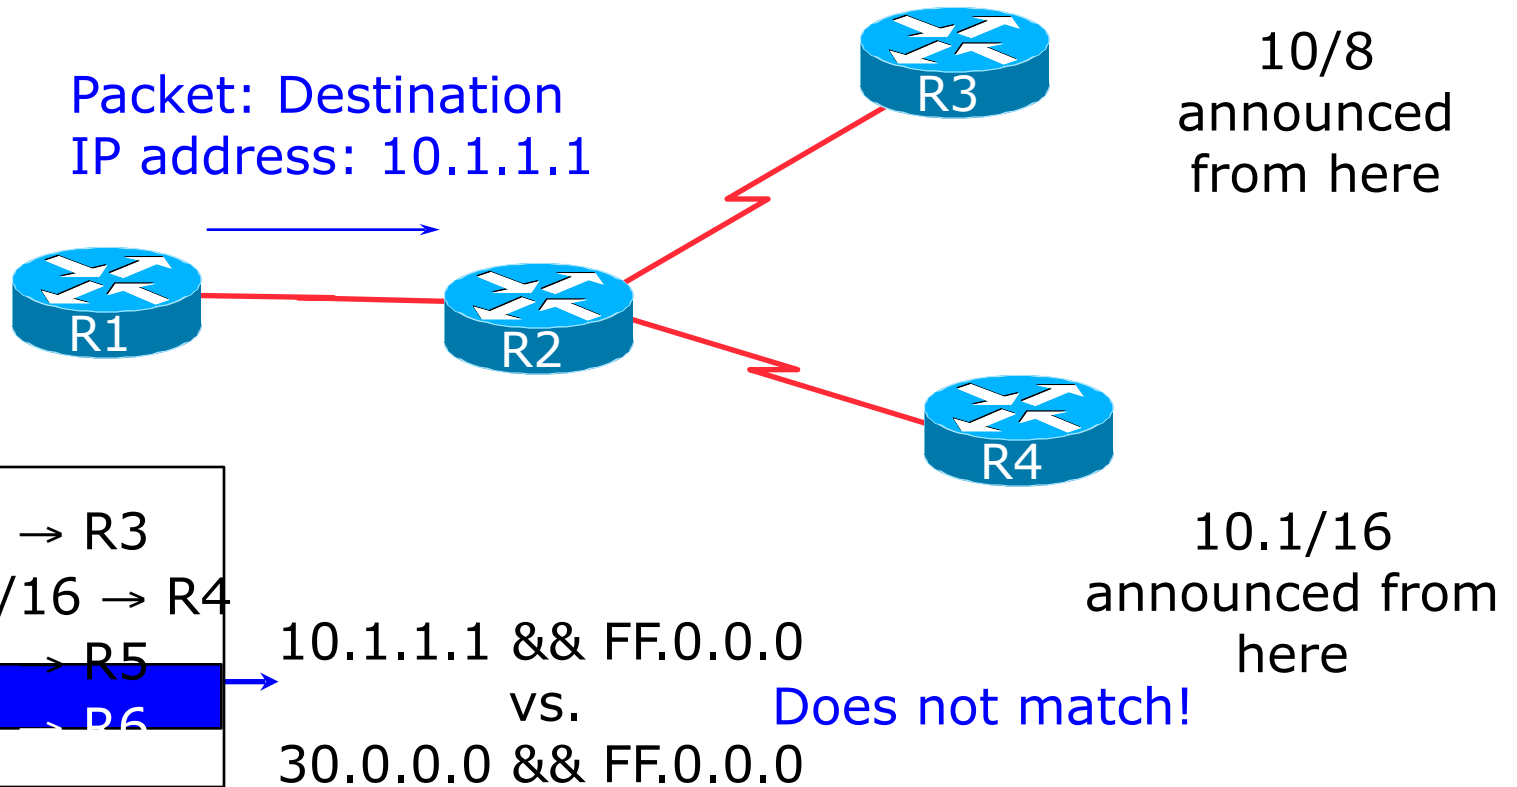 Packet: Destination
IP address: 10.1.1.1
R3
10/8
announced
from here
R1
R2
R4
10.1/16
announced from
here
→ R3
/16 → R4
→ R5
→ R6
10.1.1.1 && FF.0.0.0
vs.
30.0.0.0 && FF.0.0.0
Does not match!